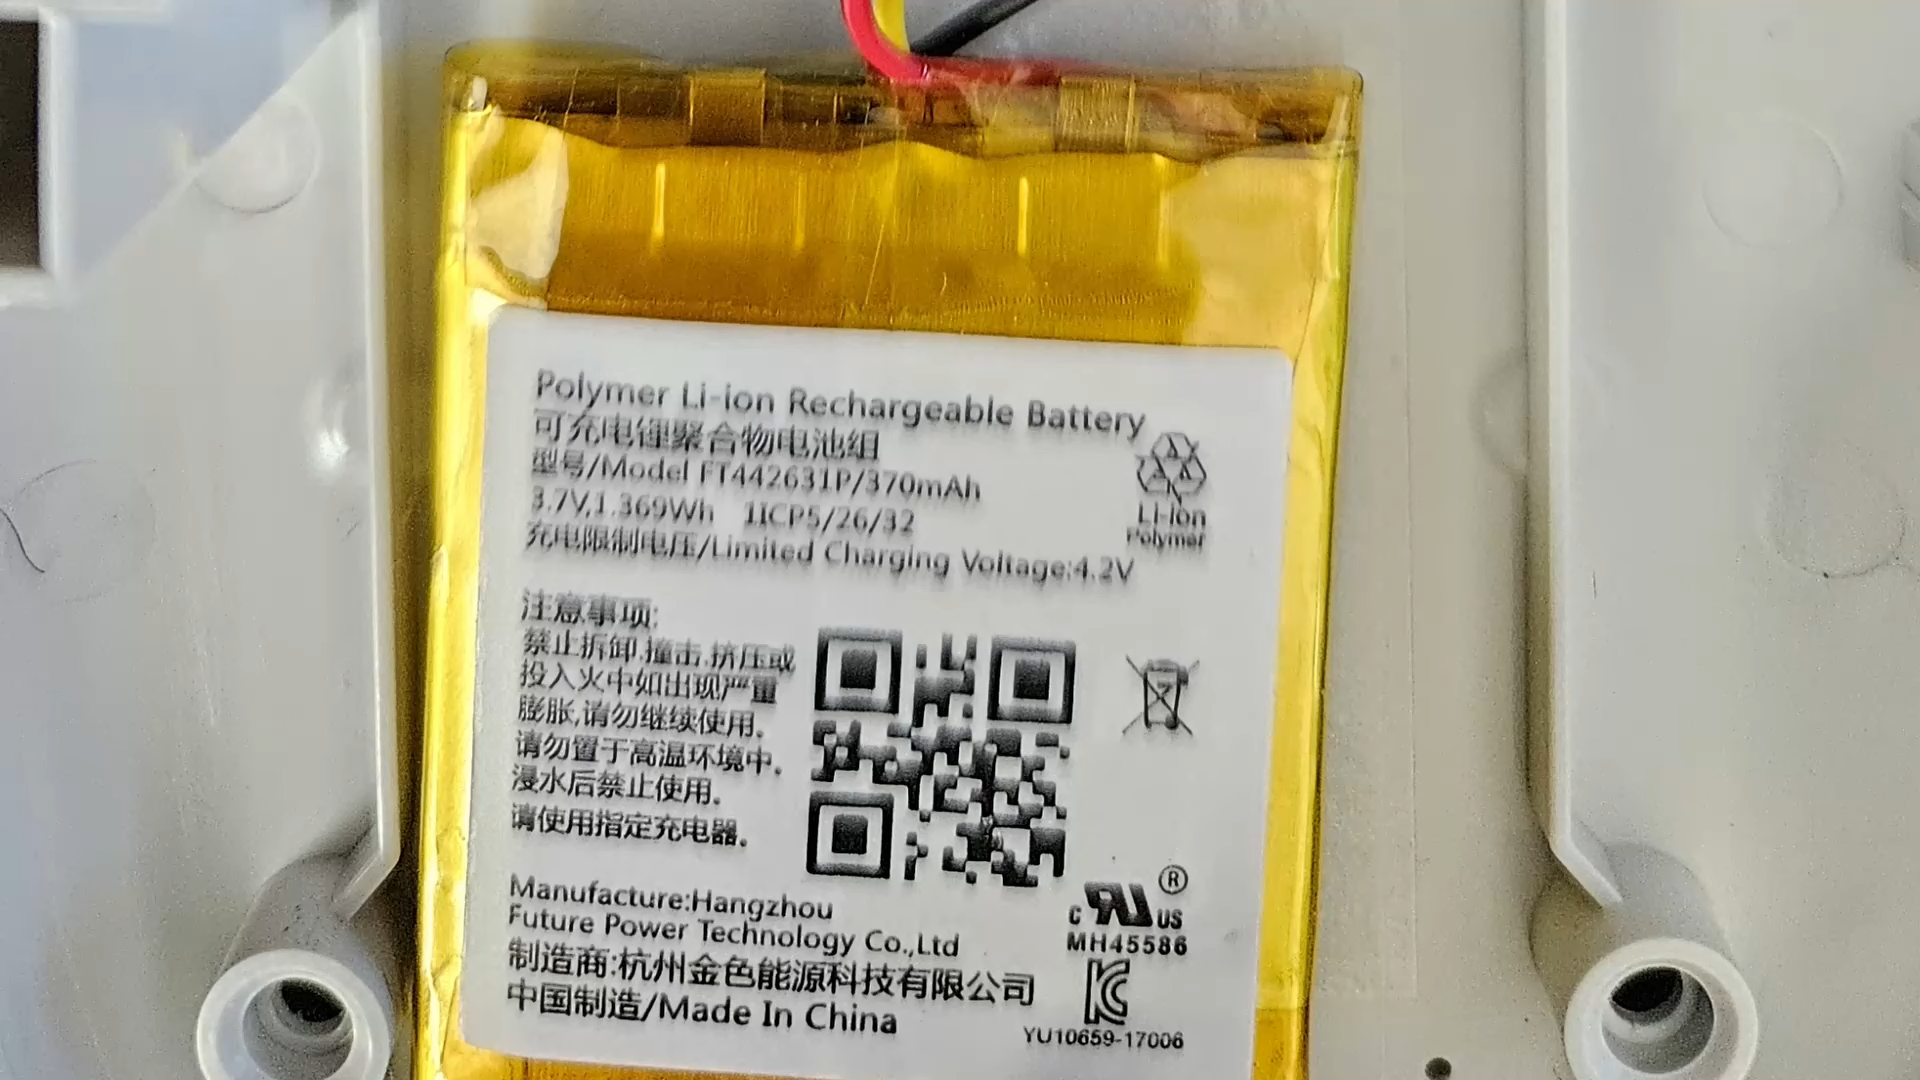 Polymer Li-ion Rechargeable Battery
可充电锂聚合物电池组
型号/Model FT442631P/370mAh
3.7V,1.369Wh 1ICP5/26/32
充电限制电压/Limited Charging Voltage:4.2V
Li-ion
Polymer
注意事项:
禁止拆卸.撞击.挤压或
投入火中如出现严重
膨胀,请勿继续使用。
请勿置于高温环境中。
浸水后禁止使用。
请使用指定充电器。
Manufacture:Hangzhou
Future Power Technology Co.,Ltd
制造商:杭州金色能源科技有限公司
中国制造/Made In China
C RU US ®
MH45586
KC
YU10659-17006